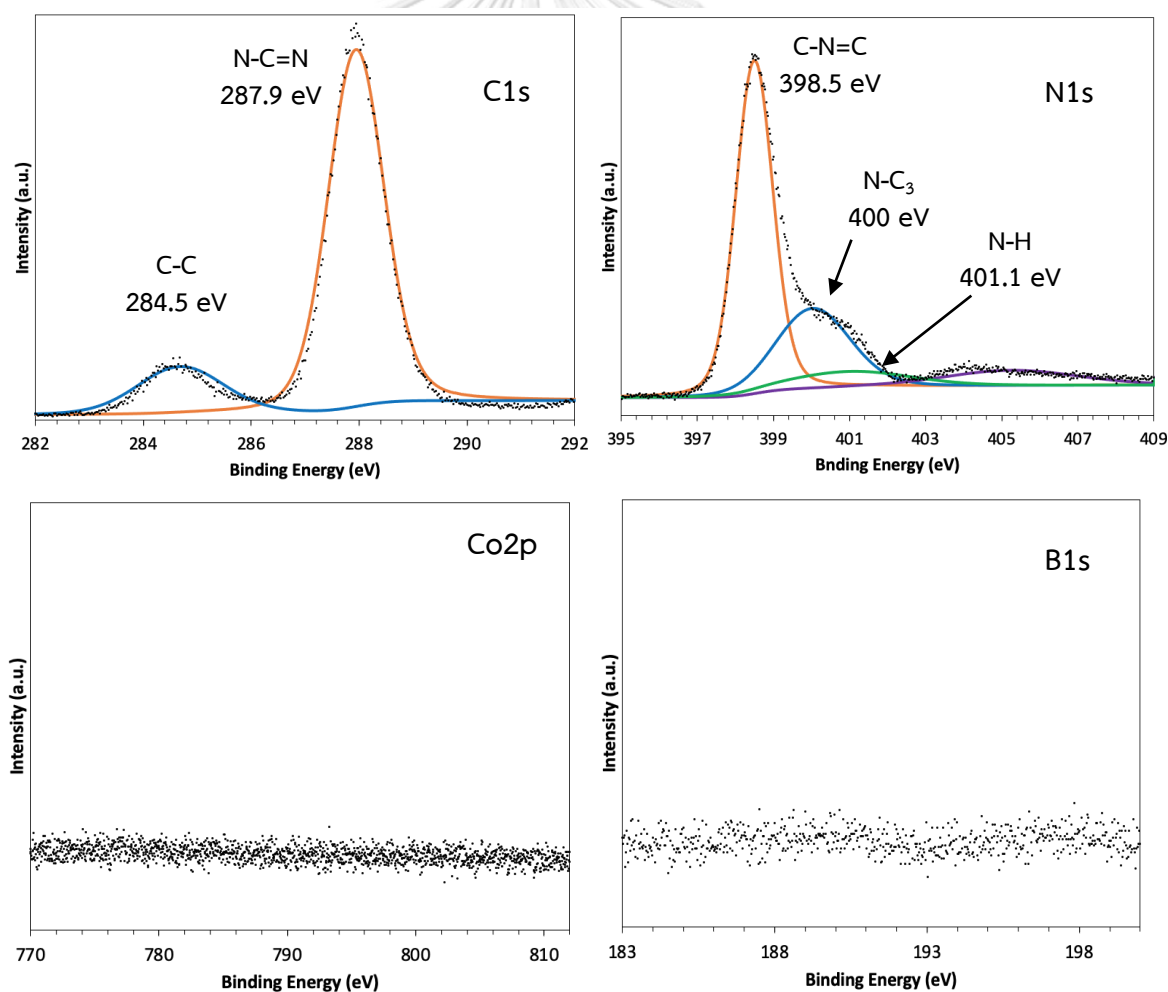 N-C=N
287.9 eV
C1s
C-C
284.5 eV
Intensity (a.u.)
282 284 286 288 290 292
Binding Energy (eV)
C-N=C
398.5 eV
N1s
N-C₃
400 eV
N-H
401.1 eV
Intensity (a.u.)
395 397 399 401 403 405 407 409
Bnding Energy (eV)
Co2p
Intensity (a.u.)
770 780 790 800 810
Binding Energy (eV)
B1s
Intensity (a.u.)
183 188 193 198
Binding Energy (eV)